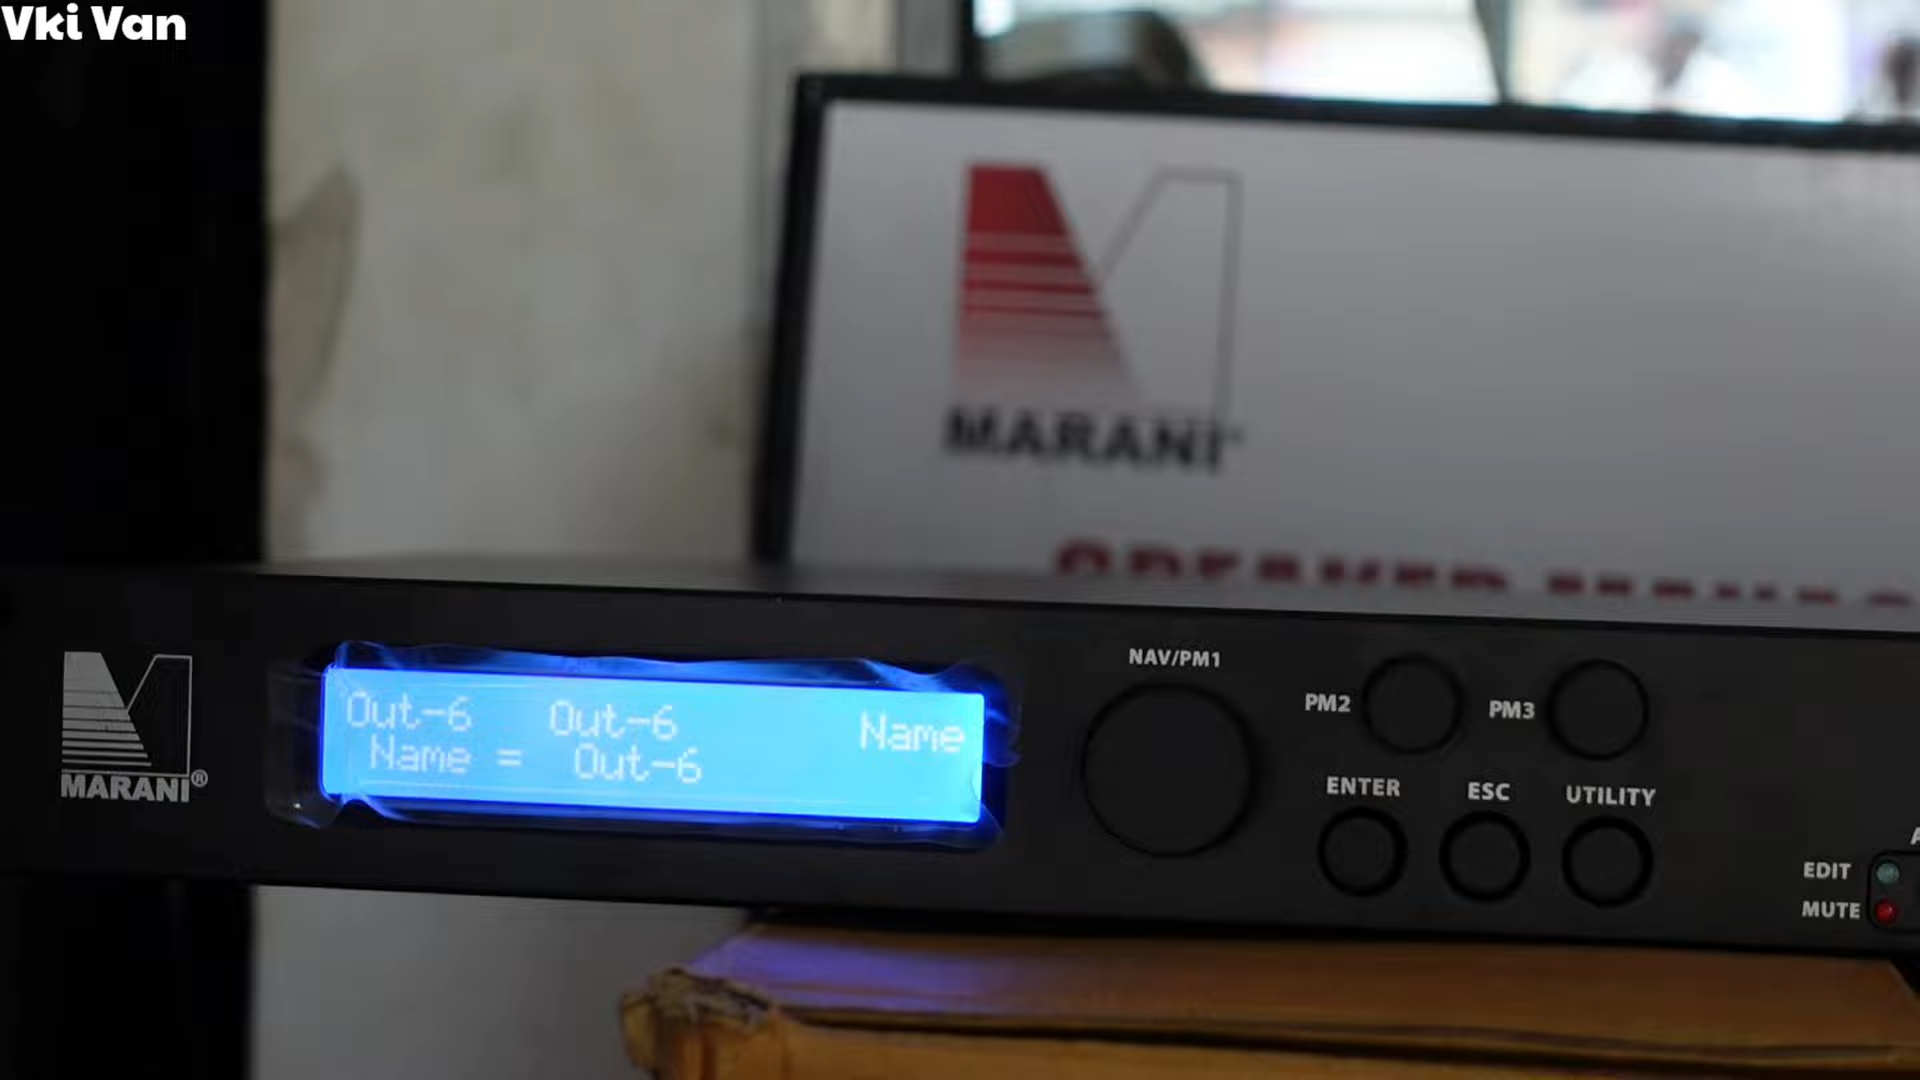 Vki Van
MARANI
NAV/PM1
PM2
PM3
Out-6 Out-6 Name
Name = Out-6
MARANI®
ENTER ESC UTILITY
EDIT
MUTE